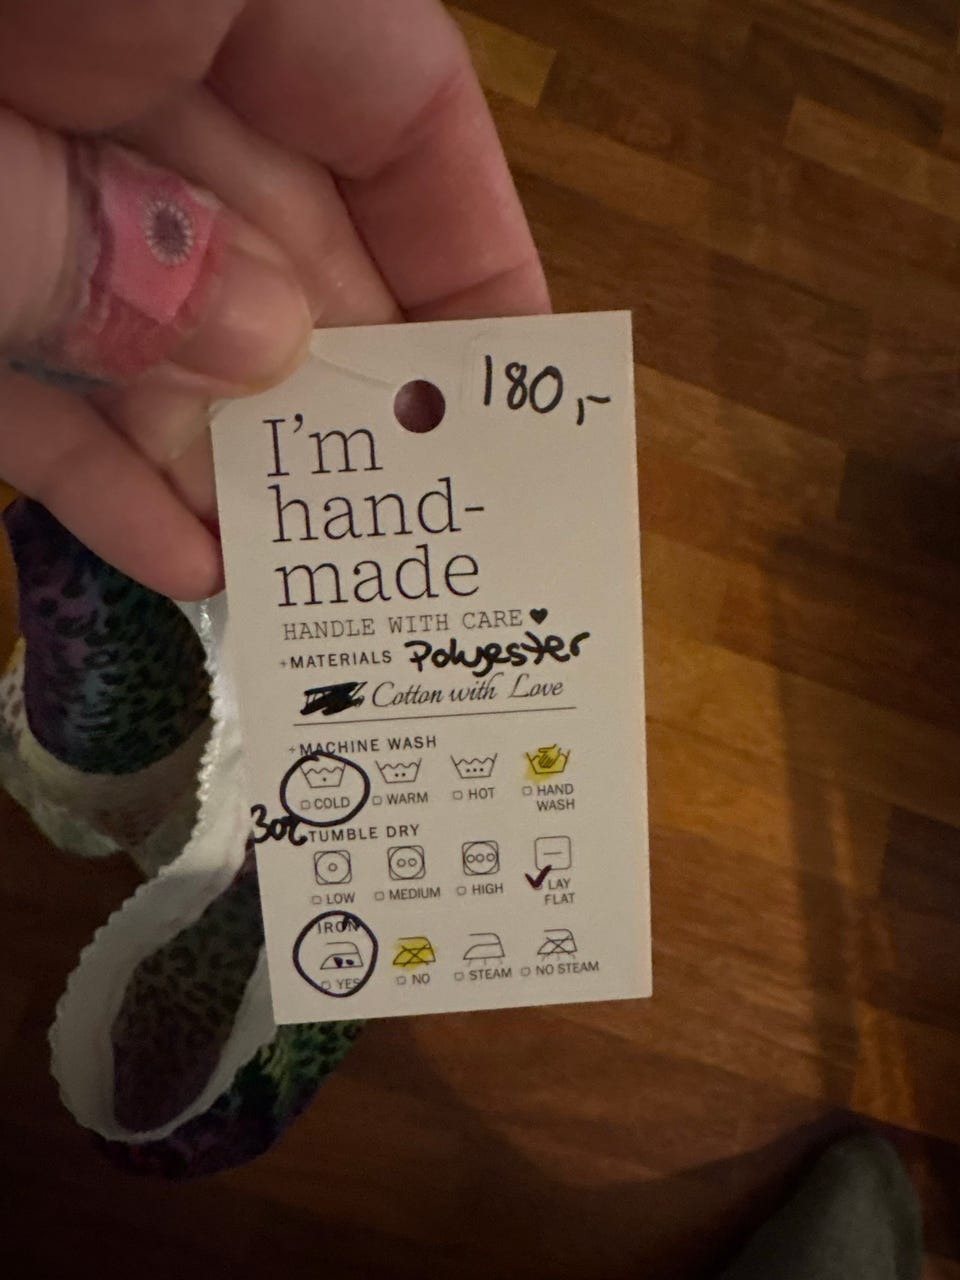 180,-
I'm
hand-
made
HANDLE WITH CARE ♥
+MATERIALS Polyester
Cotton with Love
+MACHINE WASH
COLD WARM HOT HAND
WASH
30°
TUMBLE DRY
LOW MEDIUM HIGH LAY
FLAT
IRON
YES NO STEAM NO STEAM